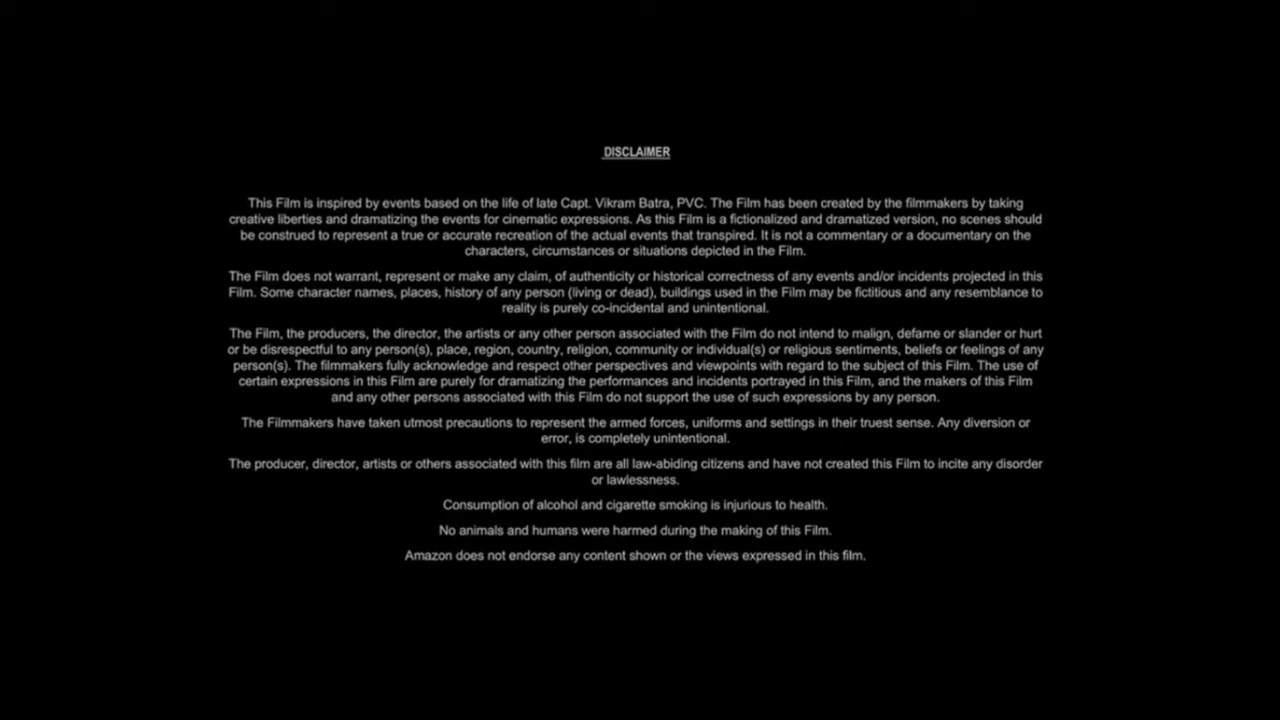 DISCLAIMER
This Film is inspired by events based on the life of late Capt. Vikram Batra, PVC. The Film has been created by the filmmakers by taking
creative liberties and dramatizing the events for cinematic expressions. As this Film is a fictionalized and dramatized version, no scenes should
be construed to represent a true or accurate recreation of the actual events that transpired. It is not a commentary or a documentary on the
characters, circumstances or situations depicted in the Film.
The Film does not warrant, represent or make any claim, of authenticity or historical correctness of any events and/or incidents projected in this
Film. Some character names, places, history of any person (living or dead), buildings used in the Film may be fictitious and any resemblance to
reality is purely co-incidental and unintentional.
The Film, the producers, the director, the artists or any other person associated with the Film do not intend to malign, defame or slander or hurt
or be disrespectful to any person(s), place, region, country, religion, community or individual(s) or religious sentiments, beliefs or feelings of any
person(s). The filmmakers fully acknowledge and respect other perspectives and viewpoints with regard to the subject of this Film. The use of
certain expressions in this Film are purely for dramatizing the performances and incidents portrayed in this Film, and the makers of this Film
and any other persons associated with this Film do not support the use of such expressions by any person.
The Filmmakers have taken utmost precautions to represent the armed forces, uniforms and settings in their truest sense. Any diversion or
error, is completely unintentional.
The producer, director, artists or others associated with this film are all law-abiding citizens and have not created this Film to incite any disorder
or lawlessness.
Consumption of alcohol and cigarette smoking is injurious to health.
No animals and humans were harmed during the making of this Film.
Amazon does not endorse any content shown or the views expressed in this film.